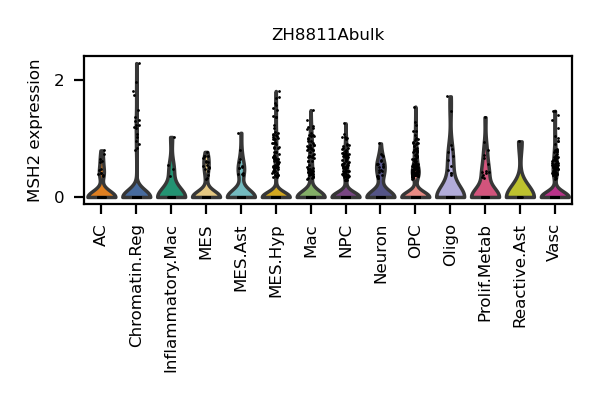 ZH8811Abulk
MSH2 expression
2
0
AC
Chromatin.Reg
Inflammatory.Mac
MES
MES.Ast
MES.Hyp
Mac
NPC
Neuron
OPC
Oligo
Prolif.Metab
Reactive.Ast
Vasc